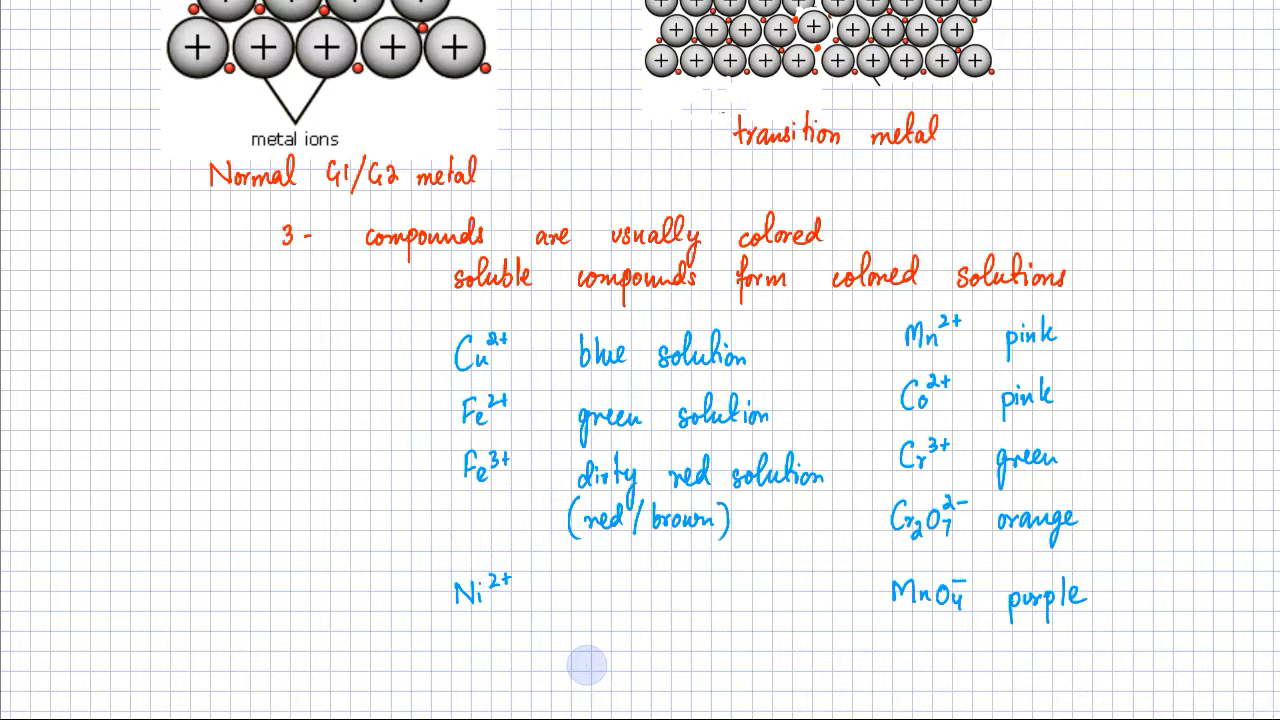 metal ions
Normal G1/G2 metal
transition metal
3 - compounds are usually colored
soluble compounds form colored solutions
Cu²⁺ blue solution
Fe²⁺ green solution
Fe³⁺ dirty red solution
(red/brown)
Ni²⁺
Mn²⁺ pink
Co²⁺ pink
Cr³⁺ green
Cr₂O₇²⁻ orange
MnO₄⁻ purple